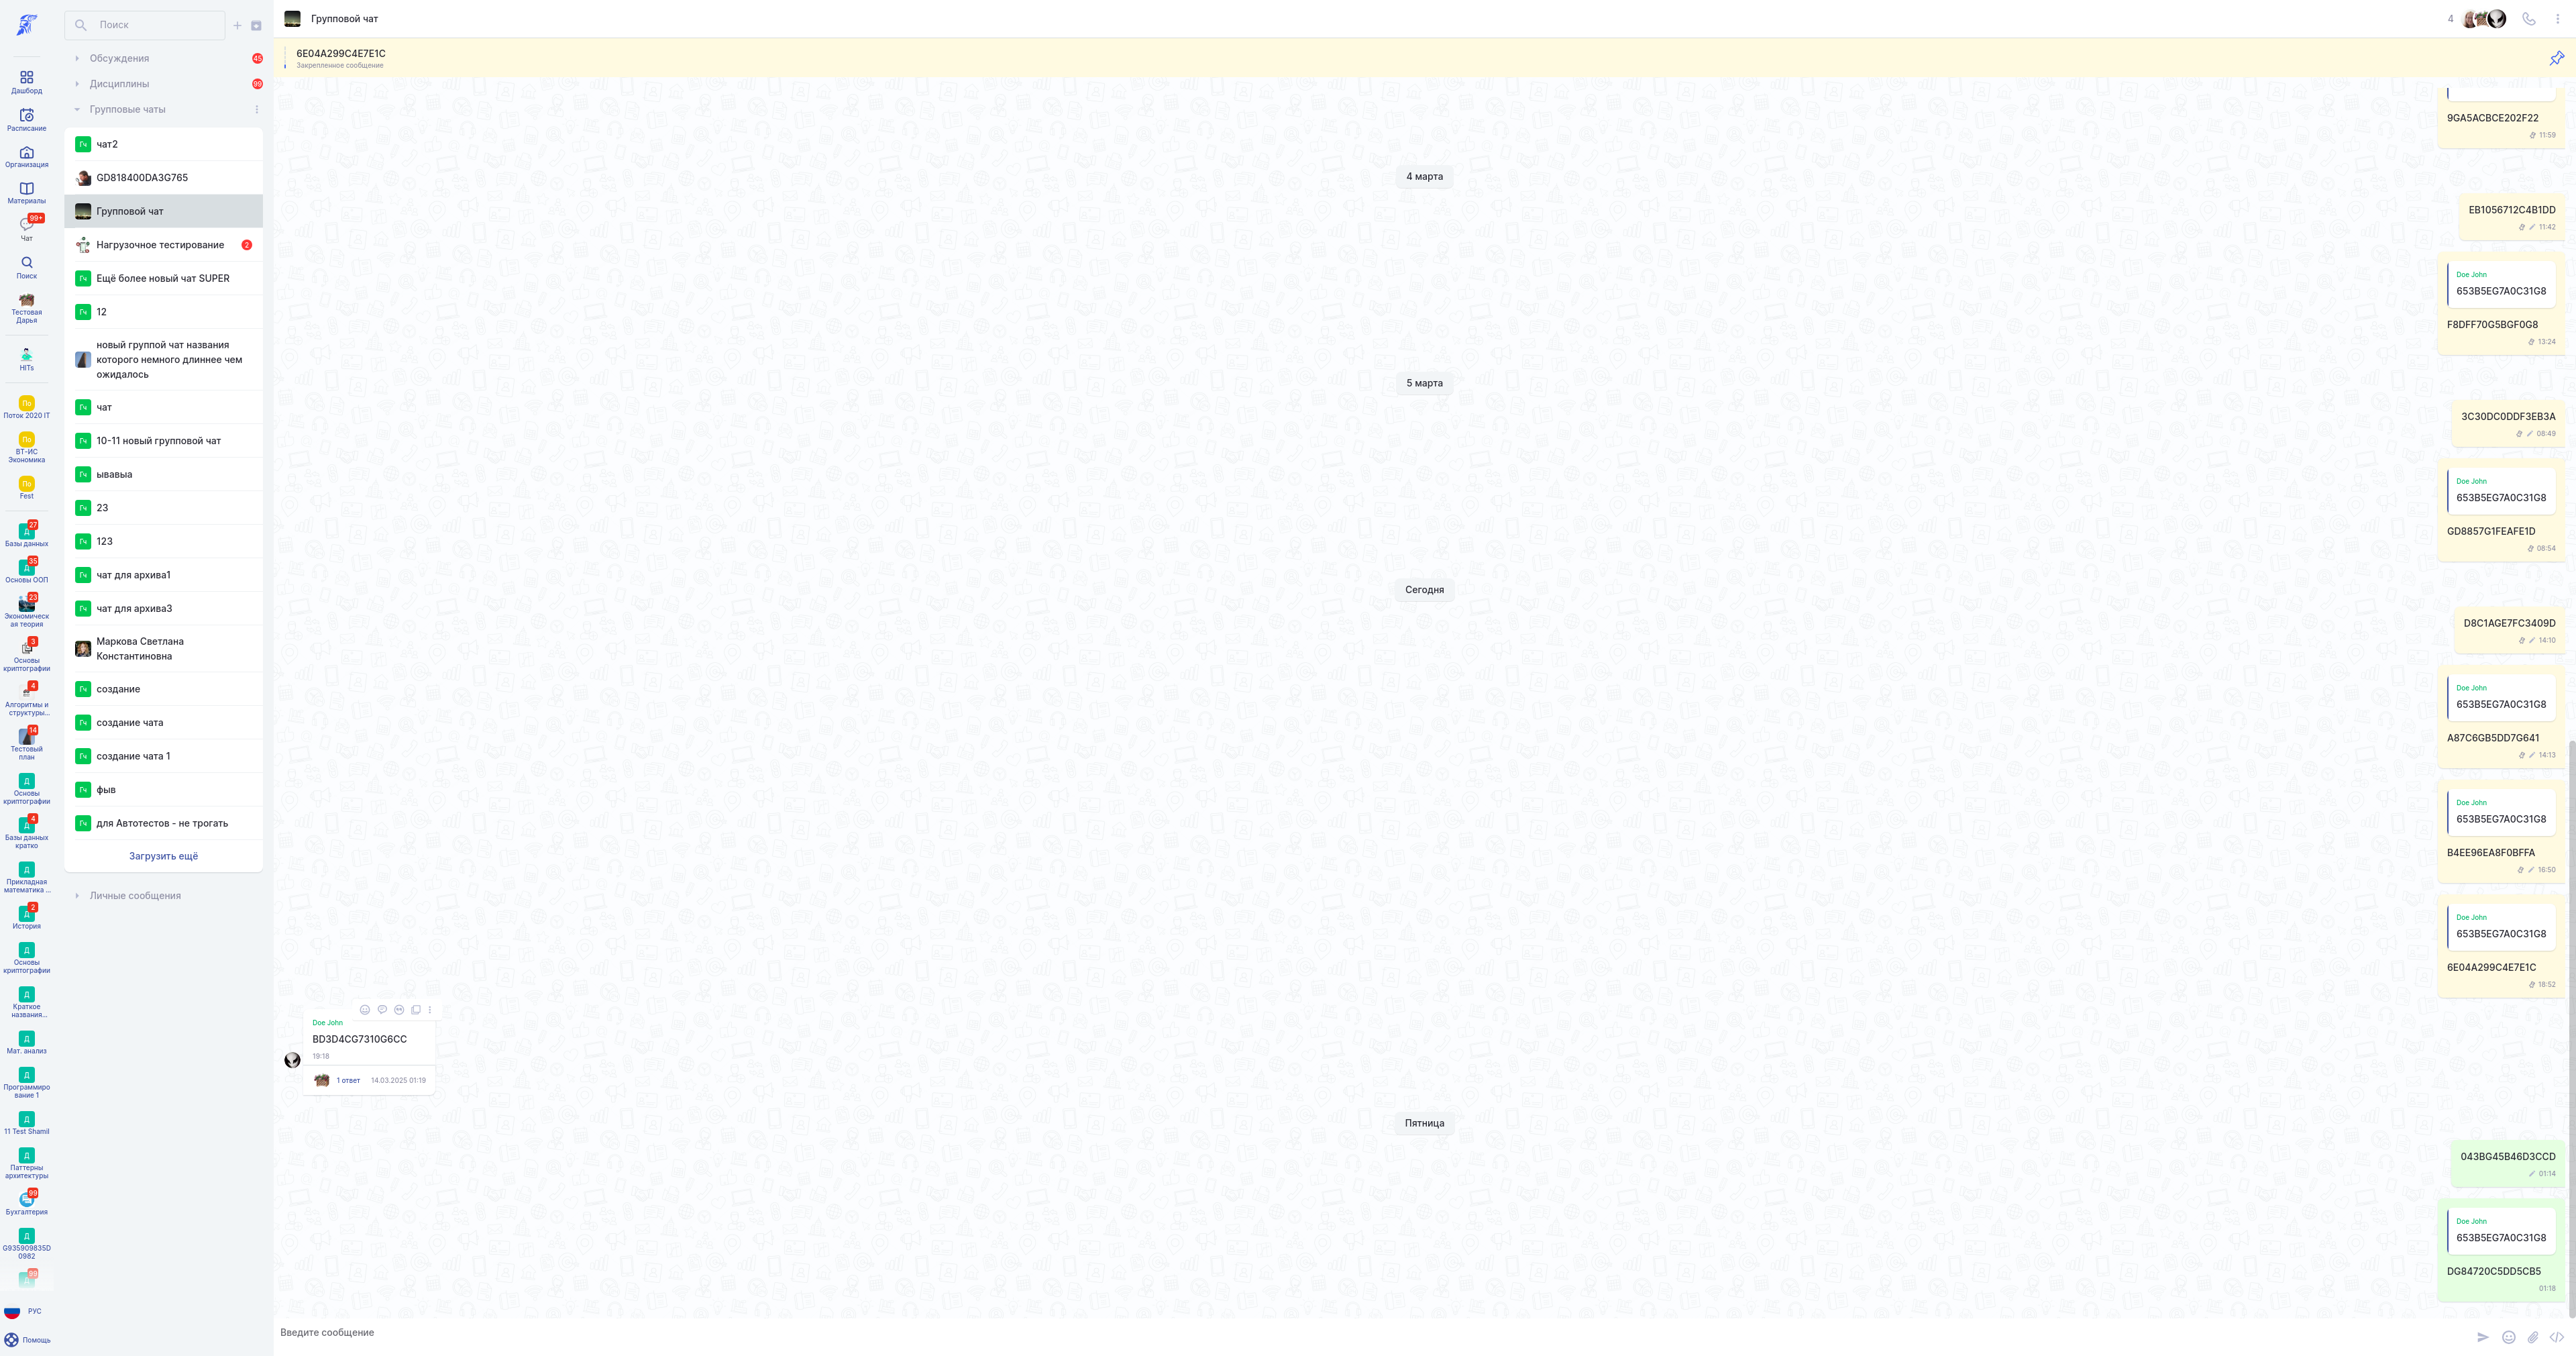 Дашборд
Расписание
Организация
Материалы
99+
Чат
Поиск
Тестовая
Дарья
HITs
По
Поток 2020 IT
По
ВТ-ИС
Экономика
По
Fest
27
Д
Базы данных
35
Д
Основы ООП
23
Экономическ
ая теория
3
Основы
криптографии
4
Алгоритмы и
структуры...
14
Тестовый
план
Д
Основы
криптографии
4
Д
Базы данных
кратко
Д
Прикладная
математика ...
2
Д
История
Д
Основы
криптографии
Д
Краткое
названия...
Д
Мат. анализ
Д
Программиро
вание 1
Д
11 Test Shamil
Д
Паттерны
архитектуры
99
Бухгалтерия
Д
G935909835D
0982
99
Д
РУС
Помощь
Поиск
Обсуждения
45
Дисциплины
99
Групповые чаты
Гч чат2
GD818400DA3G765
Групповой чат
Нагрузочное тестирование 2
Гч Ещё более новый чат SUPER
Гч 12
новый группой чат названия
которого немного длиннее чем
ожидалось
Гч чат
Гч 10-11 новый групповой чат
Гч ывавыа
Гч 23
Гч 123
Гч чат для архива1
Гч чат для архива3
Маркова Светлана
Константиновна
Гч создание
Гч создание чата
Гч создание чата 1
Гч фыв
Гч для Автотестов - не трогать
Загрузить ещё
Личные сообщения
Групповой чат
4
6E04A299C4E7E1C
Закрепленное сообщение
9GA5ACBCE202F22
11:59
4 марта
EB1056712C4B1DD
11:42
Doe John
653B5EG7A0C31G8
F8DFF70G5BGF0G8
13:24
5 марта
3C30DC0DDF3EB3A
08:49
Doe John
653B5EG7A0C31G8
GD8857G1FEAFE1D
08:54
Сегодня
D8C1AGE7FC3409D
14:10
Doe John
653B5EG7A0C31G8
A87C6GB5DD7G641
14:13
Doe John
653B5EG7A0C31G8
B4EE96EA8F0BFFA
16:50
Doe John
653B5EG7A0C31G8
6E04A299C4E7E1C
18:52
Doe John
BD3D4CG7310G6CC
19:18
1 ответ 14.03.2025 01:19
Пятница
043BG45B46D3CCD
01:14
Doe John
653B5EG7A0C31G8
DG84720C5DD5CB5
01:18
Введите сообщение